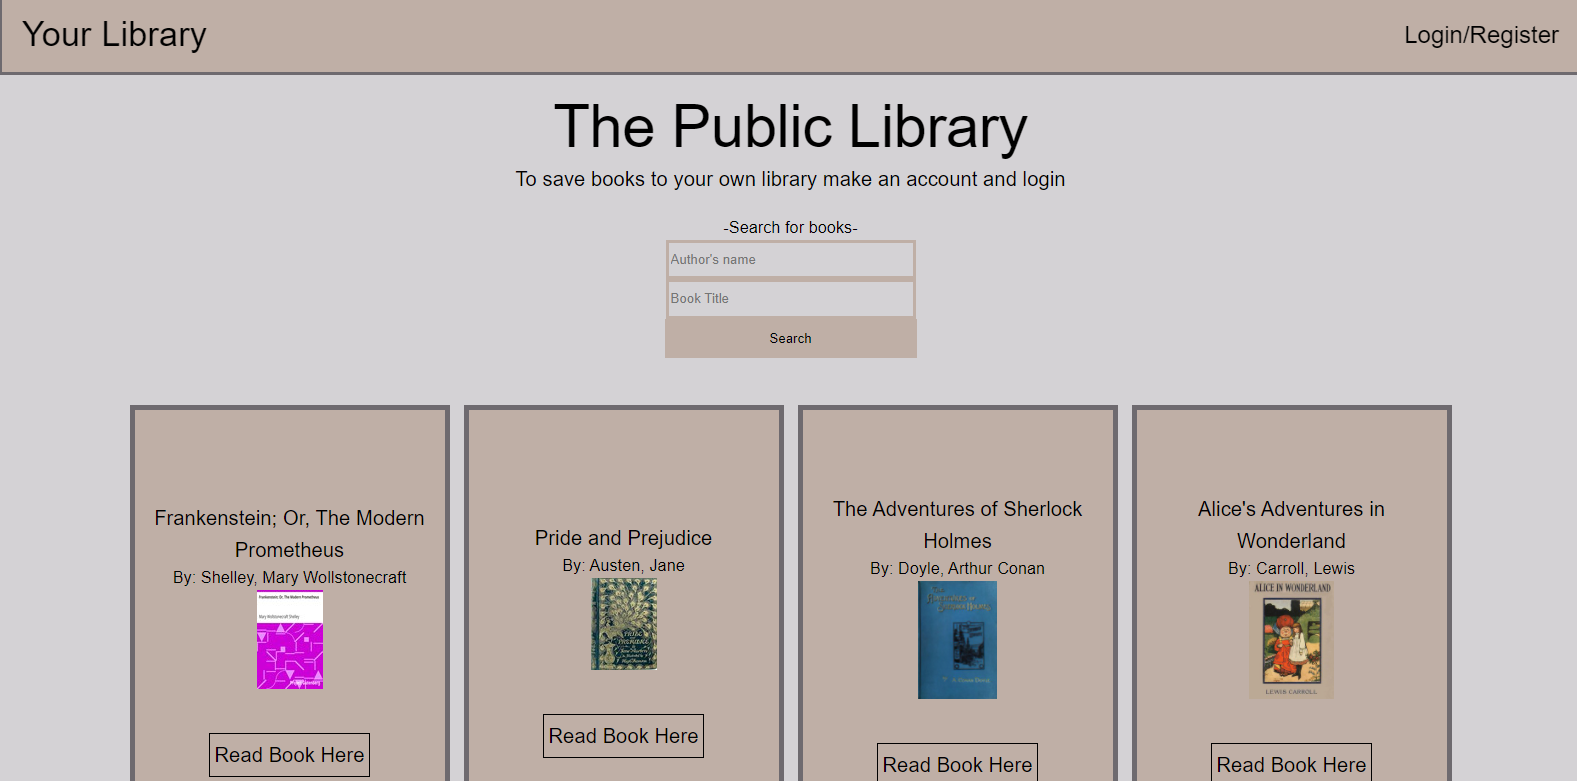 Your Library
Login/Register
The Public Library
To save books to your own library make an account and login
-Search for books-
Author's name
Book Title
Search
Frankenstein; Or, The Modern
Prometheus
By: Shelley, Mary Wollstonecraft
Frankenstein; Or, The Modern Prometheus
Mary Wollstonecraft Shelley
Read Book Here
Pride and Prejudice
By: Austen, Jane
PRIDE
and
PREJUDICE
Read Book Here
The Adventures of Sherlock
Holmes
By: Doyle, Arthur Conan
Read Book Here
Alice's Adventures in
Wonderland
By: Carroll, Lewis
ALICE IN WONDERLAND
LEWIS CARROLL
Read Book Here